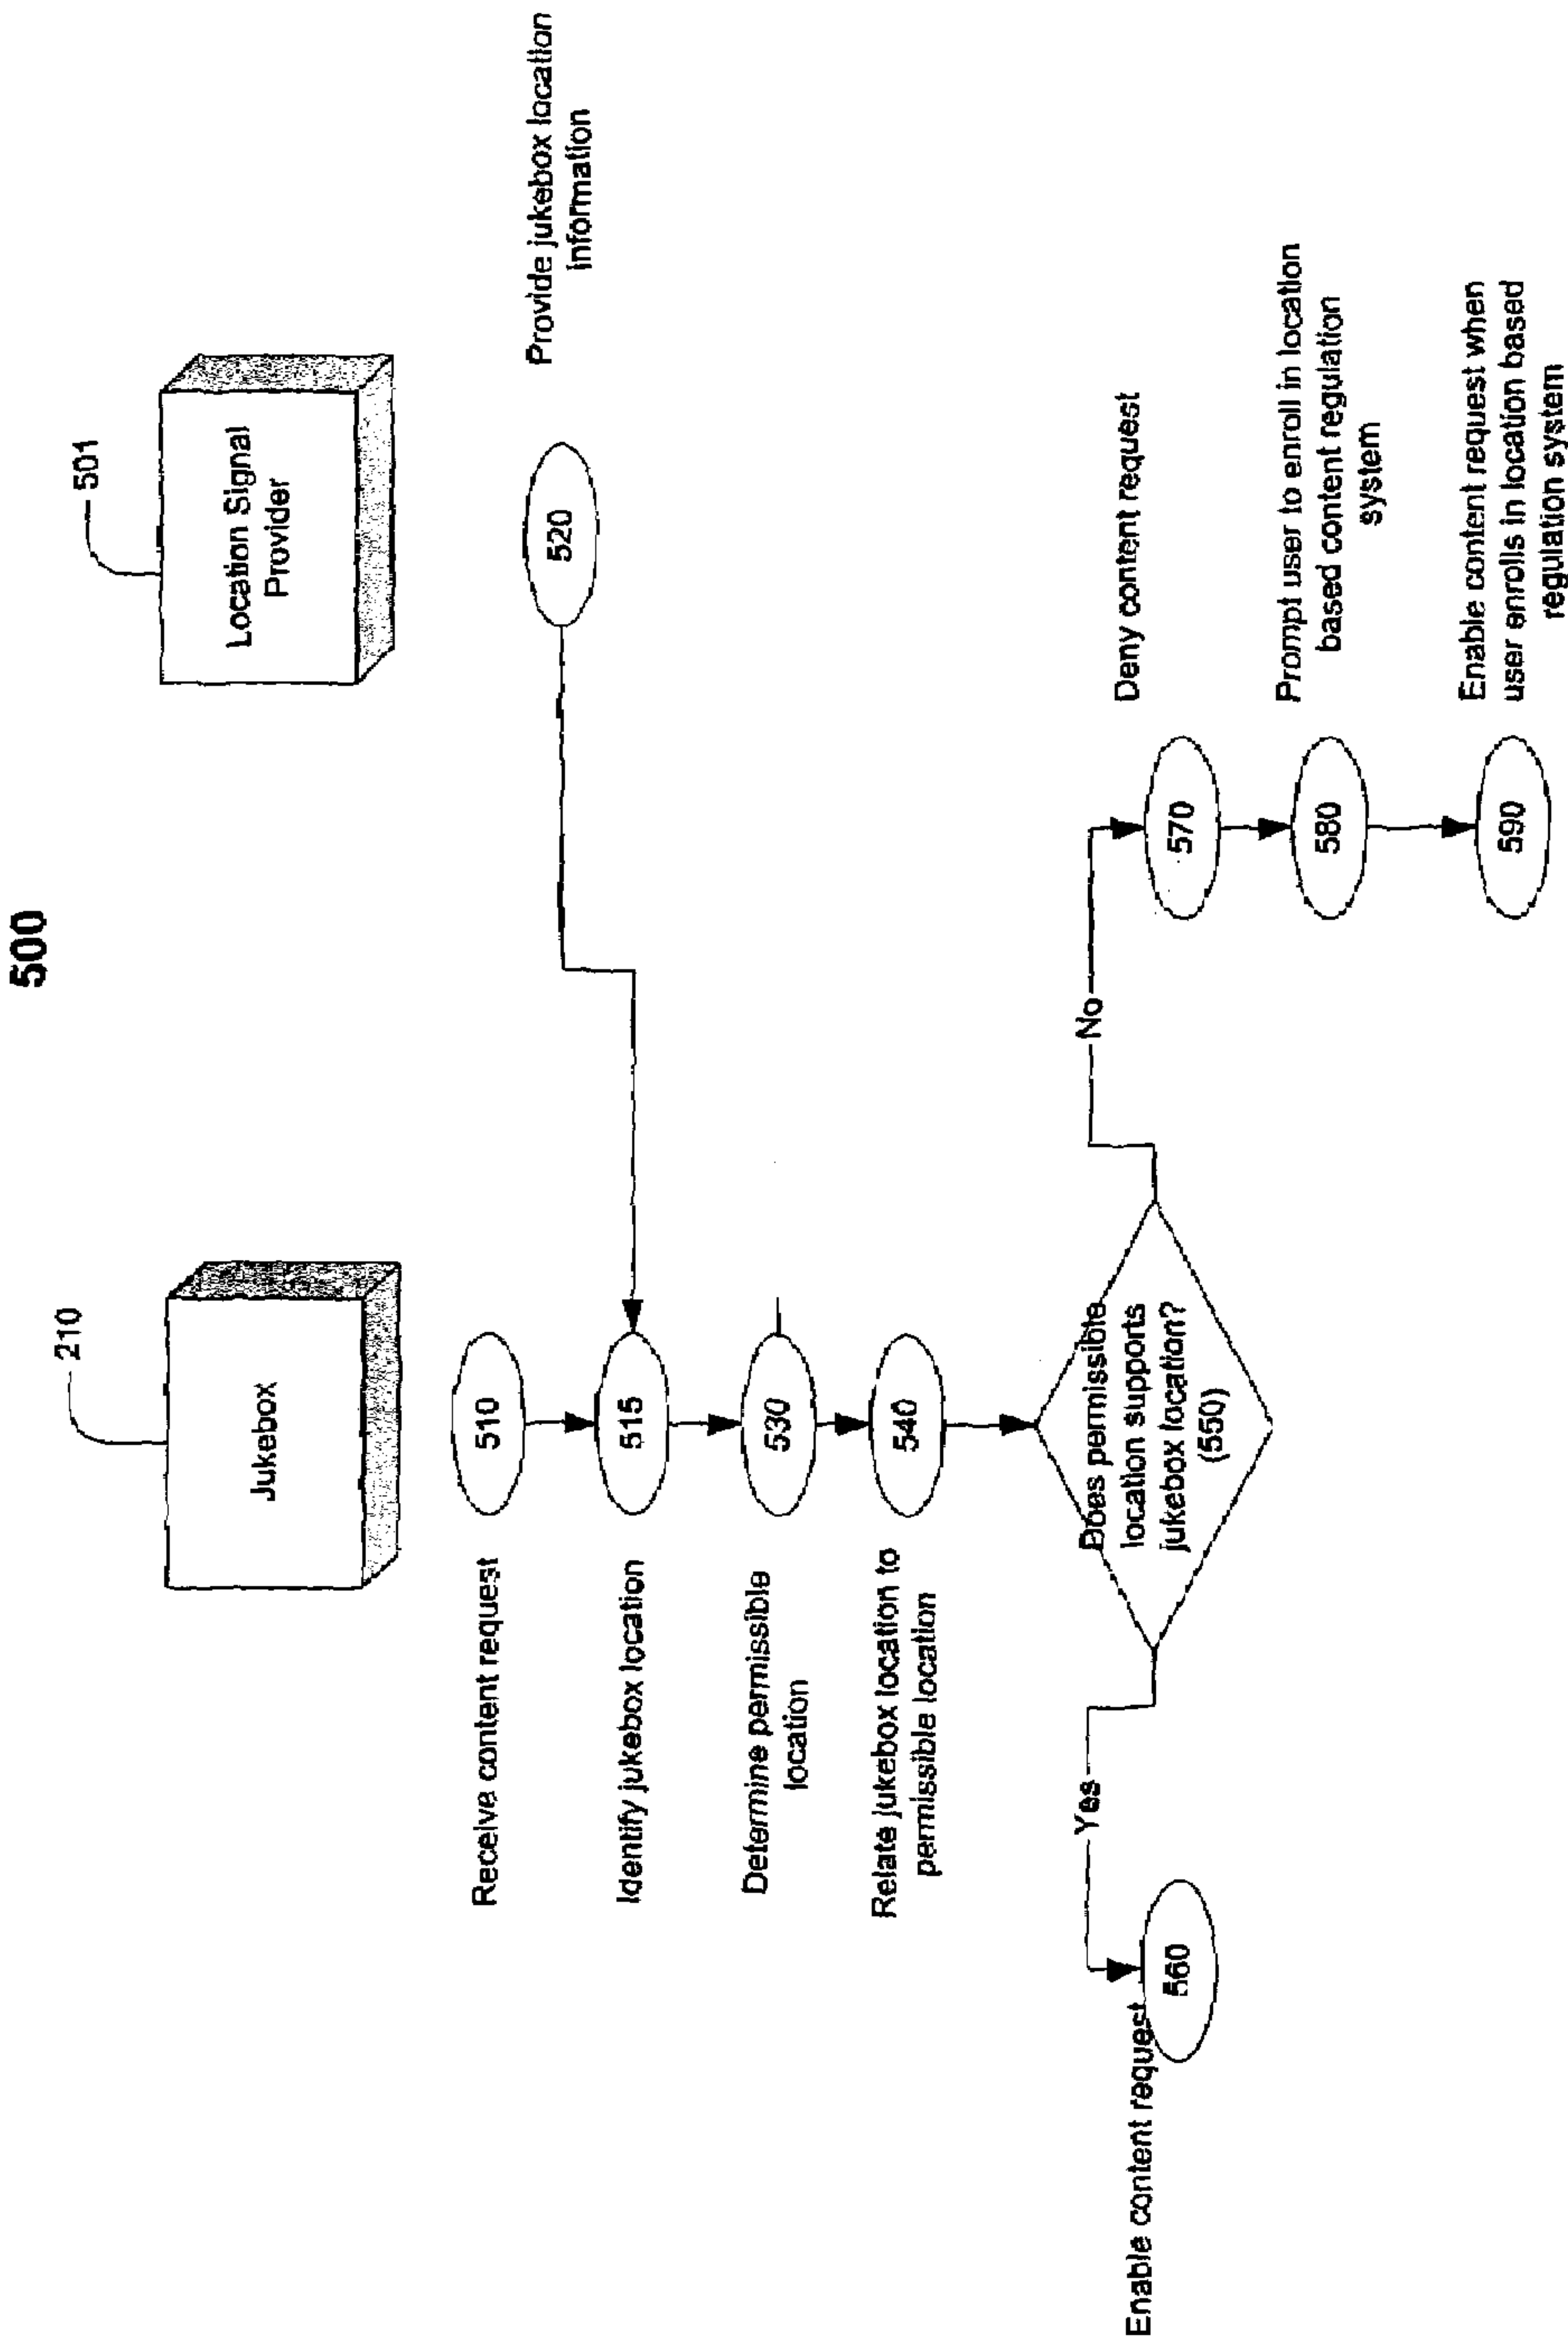 500
210
501
Jukebox
Location Signal
Provider
Receive content request
510
520
Provide jukebox location
information
Identify jukebox location
515
Determine permissible
location
530
Relate jukebox location to
permissible location
540
Does permissible
location supports
jukebox location?
(550)
Yes
No
Enable content request
560
570
Deny content request
580
Prompt user to enroll in location
based content regulation
system
590
Enable content request when
user enrolls in location based
regulation system